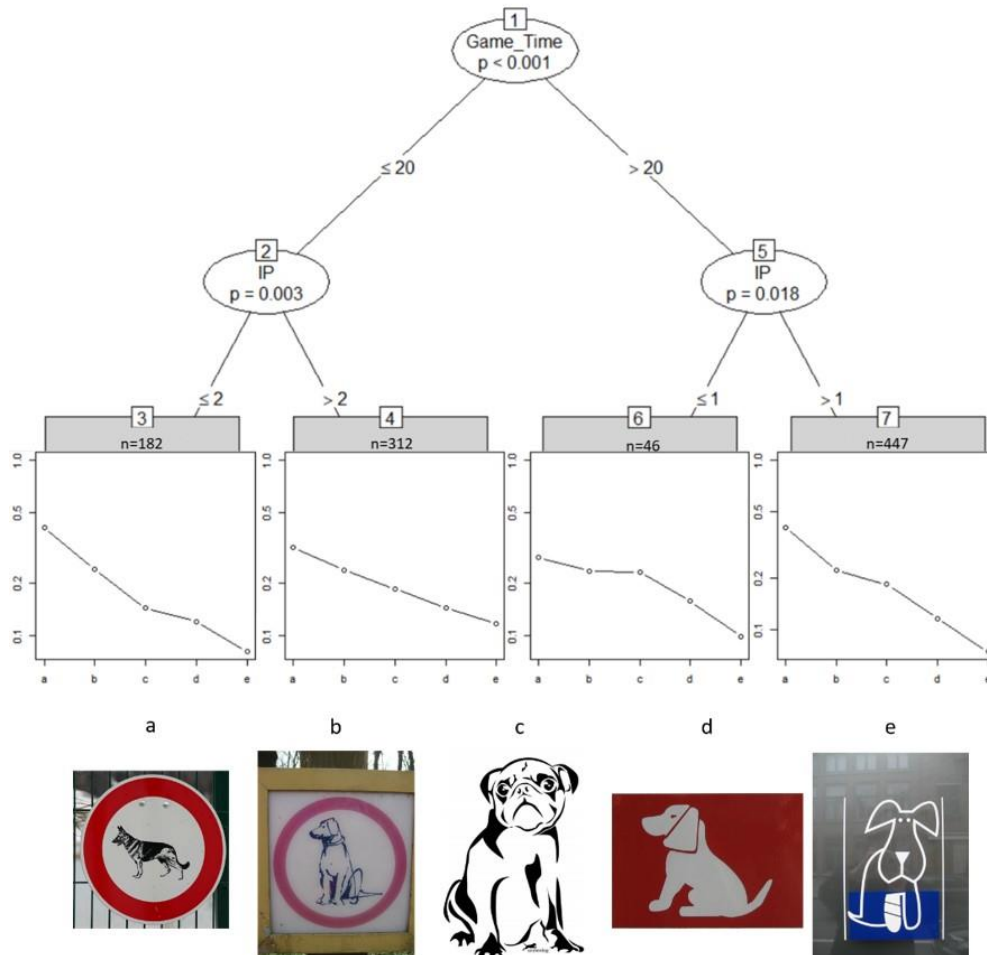 1
Game_Time
p < 0.001
≤ 20
> 20
2
IP
p = 0.003
5
IP
p = 0.018
≤ 2
> 2
≤ 1
> 1
3
n=182
4
n=312
6
n=46
7
n=447
1.0
0.5
0.2
0.1
a b c d e
1.0
0.5
0.2
0.1
a b c d e
1.0
0.5
0.2
0.1
a b c d e
1.0
0.5
0.2
0.1
a b c d e
a b c d e